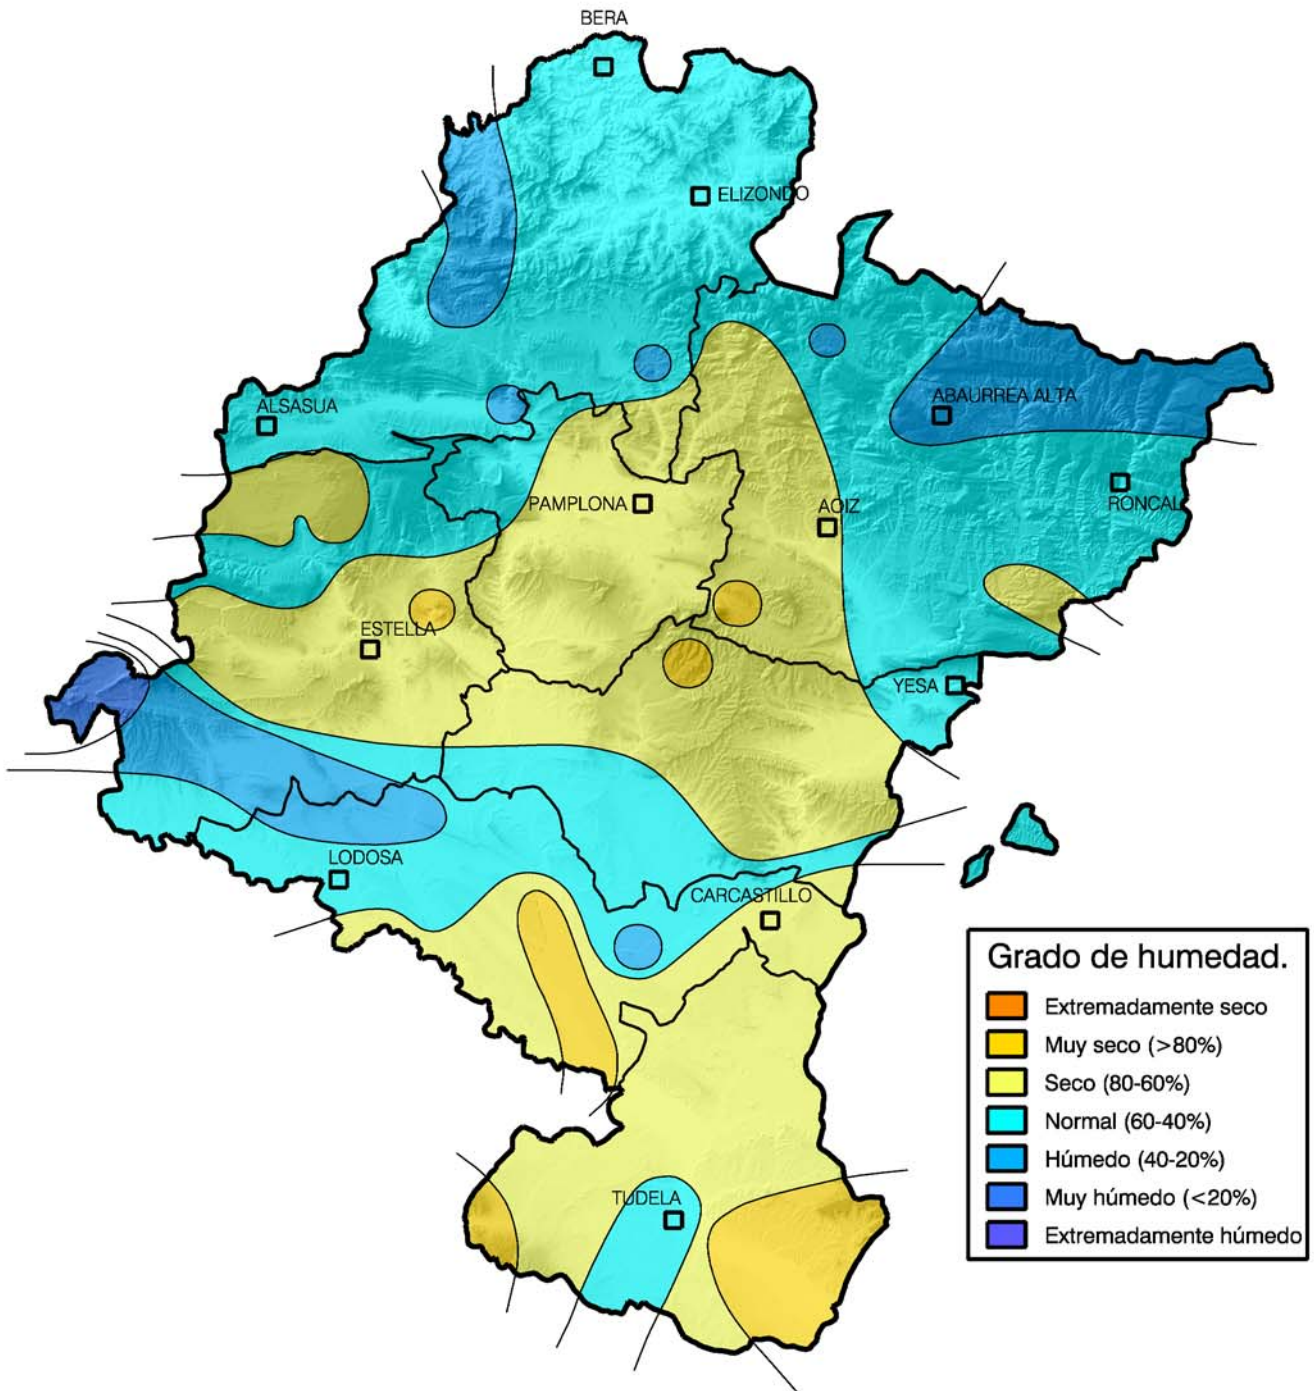 BERA
ELIZONDO
ALSASUA
ABAURREA ALTA
PAMPLONA
AOIZ
RONCAL
ESTELLA
YESA
LODOSA
CARCASTILLO
TUDELA
Grado de humedad.
Extremadamente seco
Muy seco (>80%)
Seco (80-60%)
Normal (60-40%)
Húmedo (40-20%)
Muy húmedo (<20%)
Extremadamente húmedo